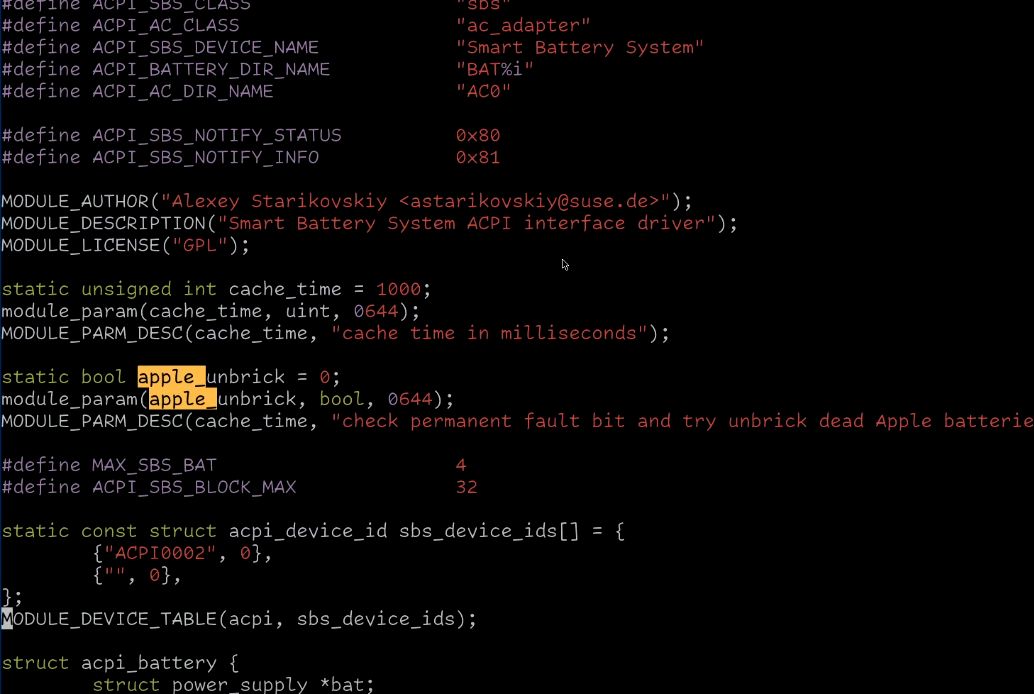 #define ACPI_SBS_CLASS "sbs"
#define ACPI_AC_CLASS "ac_adapter"
#define ACPI_SBS_DEVICE_NAME "Smart Battery System"
#define ACPI_BATTERY_DIR_NAME "BAT%i"
#define ACPI_AC_DIR_NAME "AC0"
#define ACPI_SBS_NOTIFY_STATUS 0x80
#define ACPI_SBS_NOTIFY_INFO 0x81
MODULE_AUTHOR("Alexey Starikovskiy <astarikovskiy@suse.de>");
MODULE_DESCRIPTION("Smart Battery System ACPI interface driver");
MODULE_LICENSE("GPL");
static unsigned int cache_time = 1000;
module_param(cache_time, uint, 0644);
MODULE_PARM_DESC(cache_time, "cache time in milliseconds");
static bool apple_unbrick = 0;
module_param(apple_unbrick, bool, 0644);
MODULE_PARM_DESC(cache_time, "check permanent fault bit and try unbrick dead Apple batterie
#define MAX_SBS_BAT 4
#define ACPI_SBS_BLOCK_MAX 32
static const struct acpi_device_id sbs_device_ids[] = {
{"ACPI0002", 0},
{"", 0},
};
MODULE_DEVICE_TABLE(acpi, sbs_device_ids);
struct acpi_battery {
struct power_supply *bat;